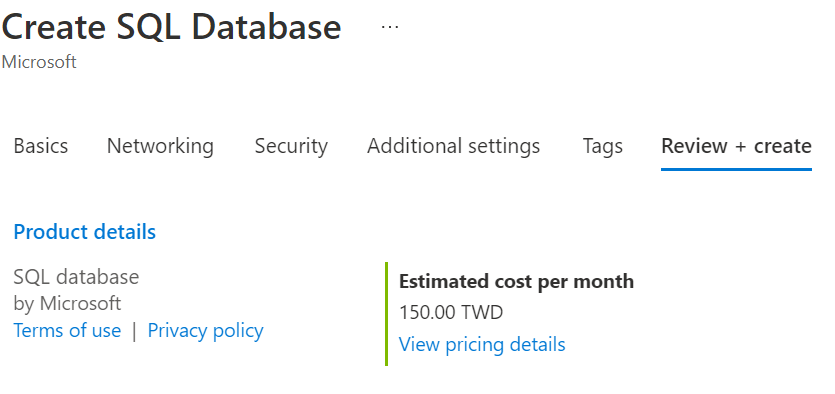 Create SQL Database ...
Microsoft
Basics Networking Security Additional settings Tags Review + create
Product details
SQL database
by Microsoft
Terms of use | Privacy policy
Estimated cost per month
150.00 TWD
View pricing details